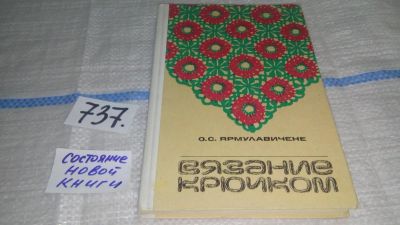 737.
СОСТОЯНИЕ
НОВОЙ
КНИГИ
О.С. ЯРМУЛАВИЧЕНЕ
ВЯЗАНИЕ
КРЮЧКОМ